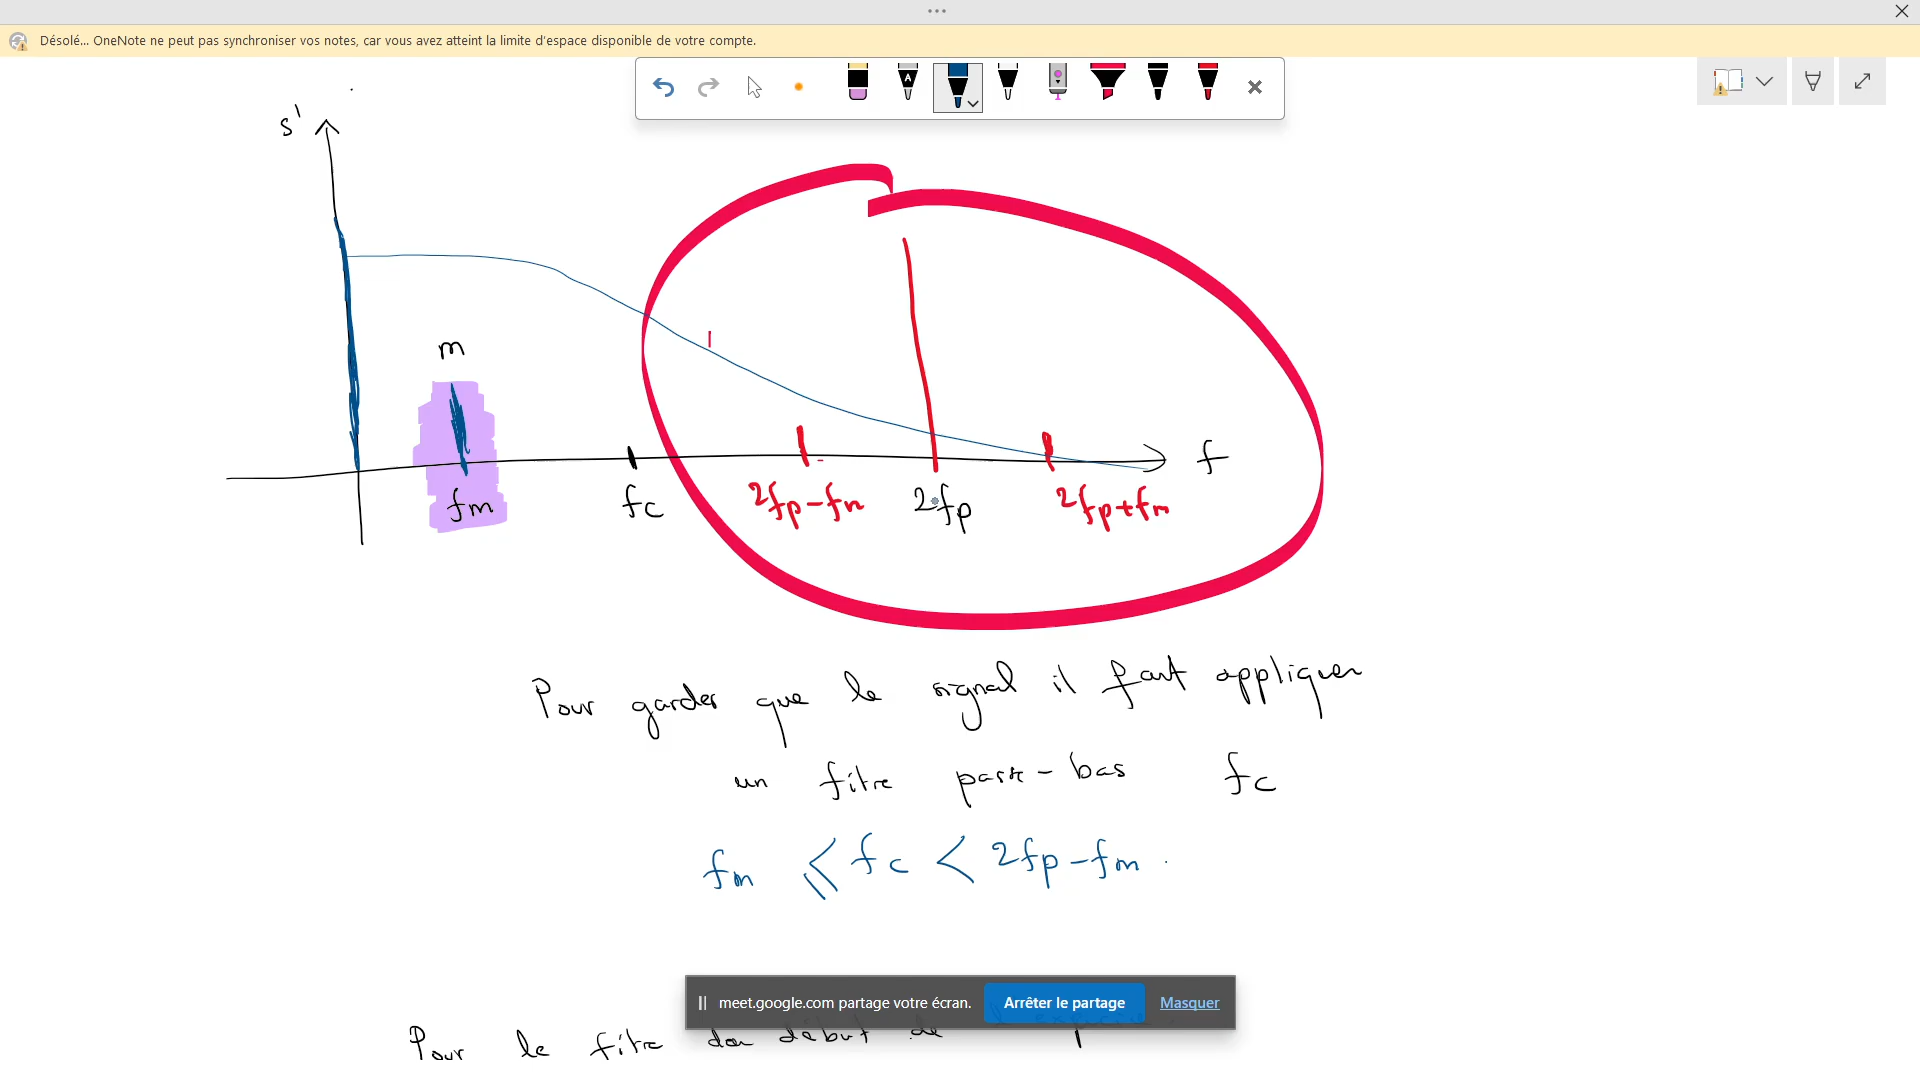 Désolé... OneNote ne peut pas synchroniser vos notes, car vous avez atteint la limite d'espace disponible de votre compte.
A
s'
m
fm
fc
2fp-fm
2fp
2fp+fm
f
Pour garder que le signal il faut appliquer
un filtre passe-bas fc
fm ⩽ fc < 2fp-fm.
meet.google.com partage votre écran.
Arrêter le partage
Masquer
Pour le filtre début de